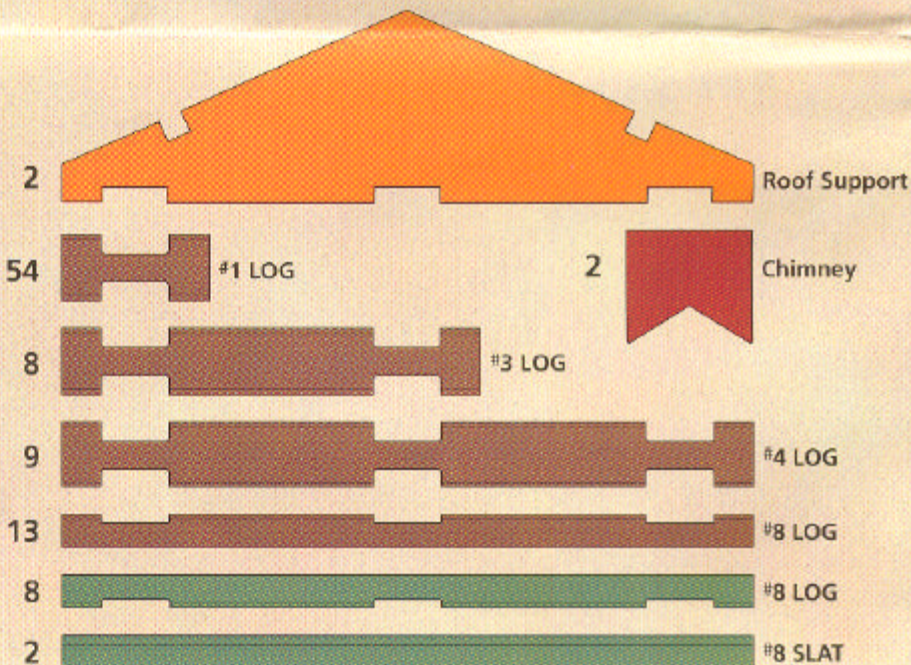 2 Roof Support
54 #1 LOG
2 Chimney
8 #3 LOG
9 #4 LOG
13 #8 LOG
8 #8 LOG
2 #8 SLAT